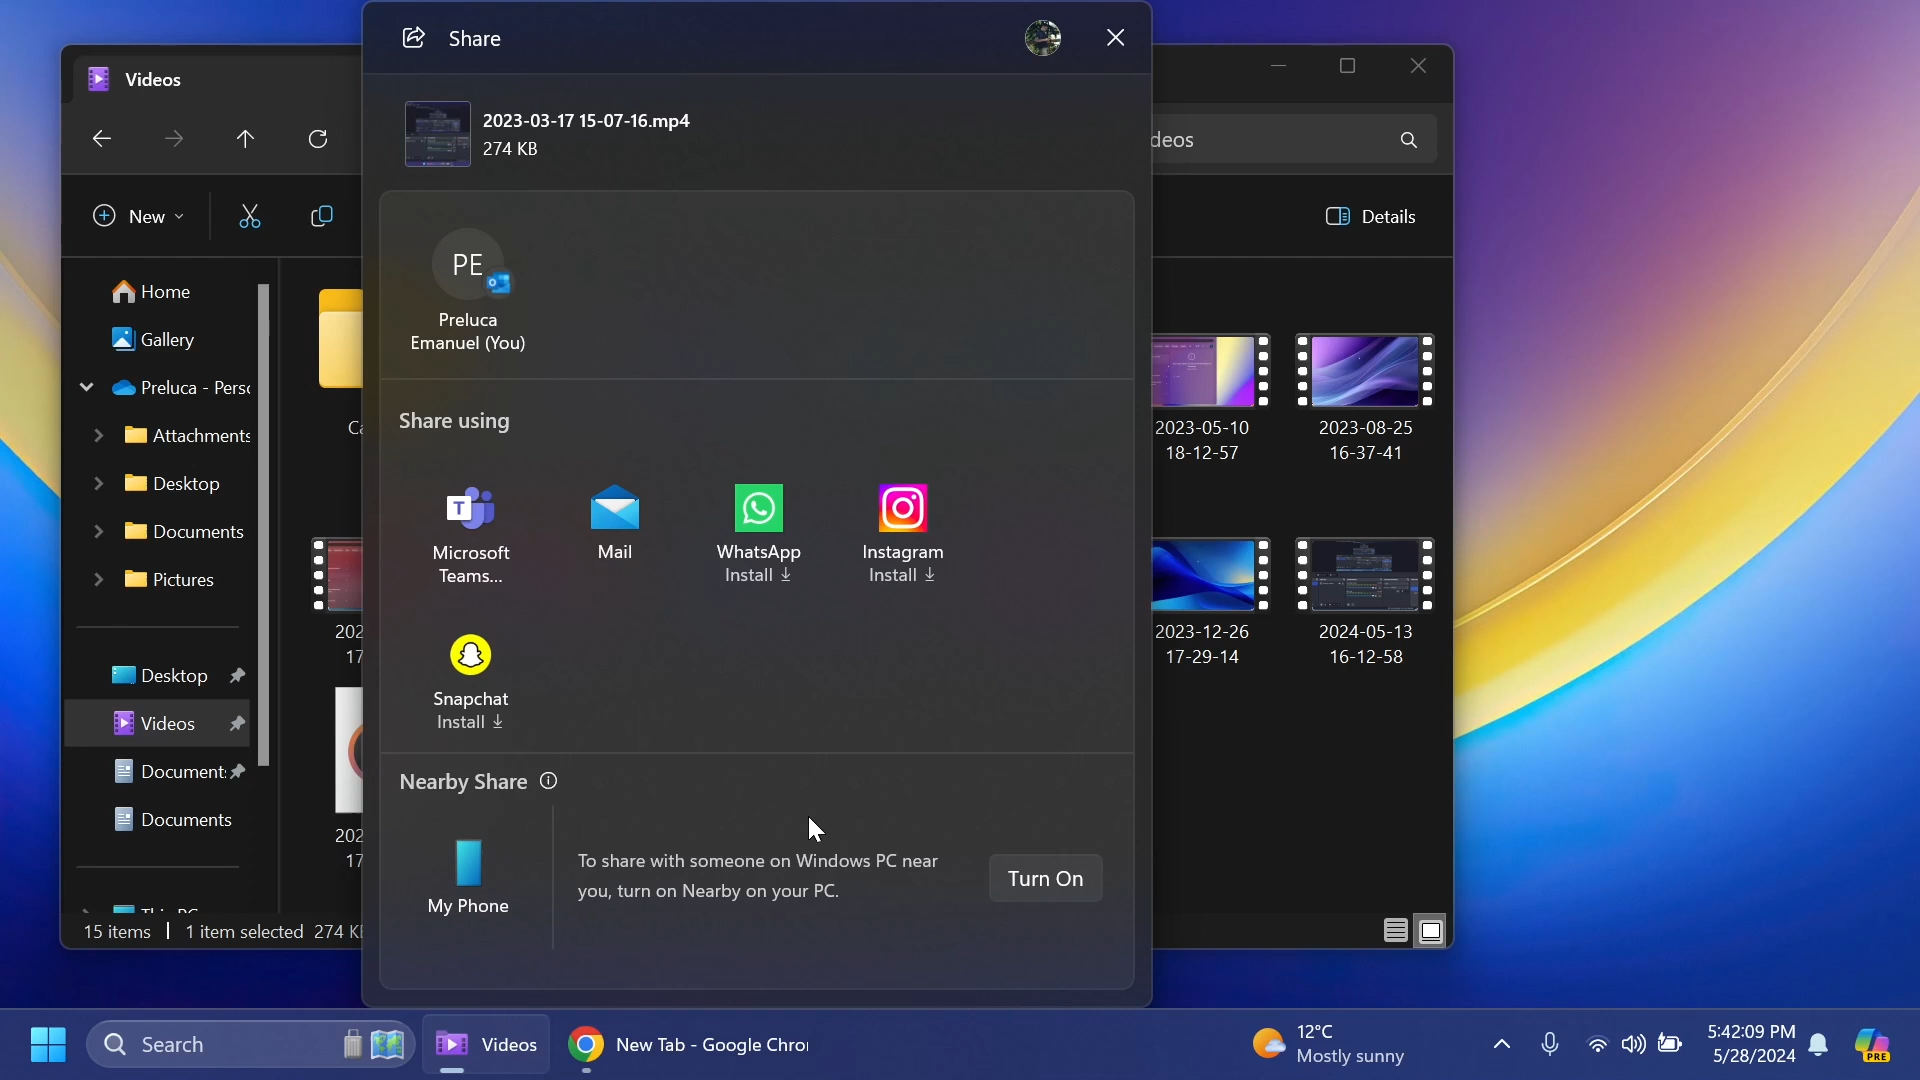 Share
Videos
2023-03-17 15-07-16.mp4
274 KB
deos
New
Details
PE
Preluca
Emanuel (You)
Home
Gallery
Preluca - Perso
Attachments
Desktop
Documents
Pictures
Desktop
Videos
Documents
Documents
Share using
T
Microsoft
Teams...
Mail
WhatsApp
Install
Instagram
Install
Snapchat
Install
2023-05-10
18-12-57
2023-08-25
16-37-41
202
17
2023-12-26
17-29-14
2024-05-13
16-12-58
202
17
Nearby Share
My Phone
To share with someone on Windows PC near
you, turn on Nearby on your PC.
Turn On
15 items
1 item selected 274 K
Search
Videos
New Tab - Google Chro
12°C
Mostly sunny
5:42:09 PM
5/28/2024
PRE